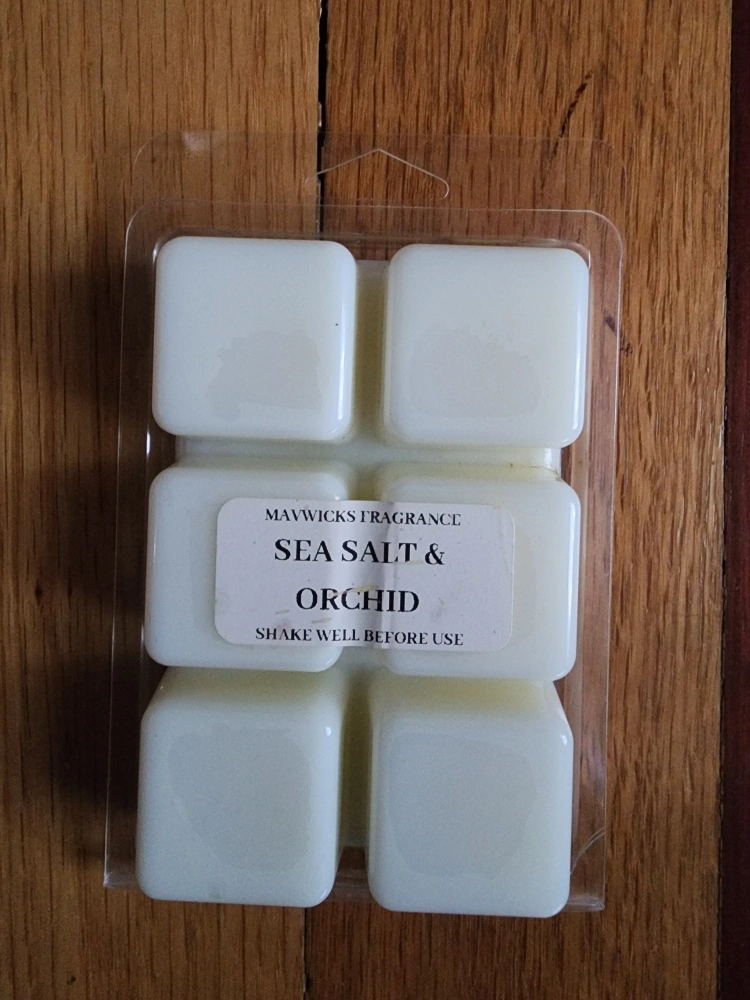 MAVWICKS FRAGRANCE
SEA SALT &
ORCHID
SHAKE WELL BEFORE USE